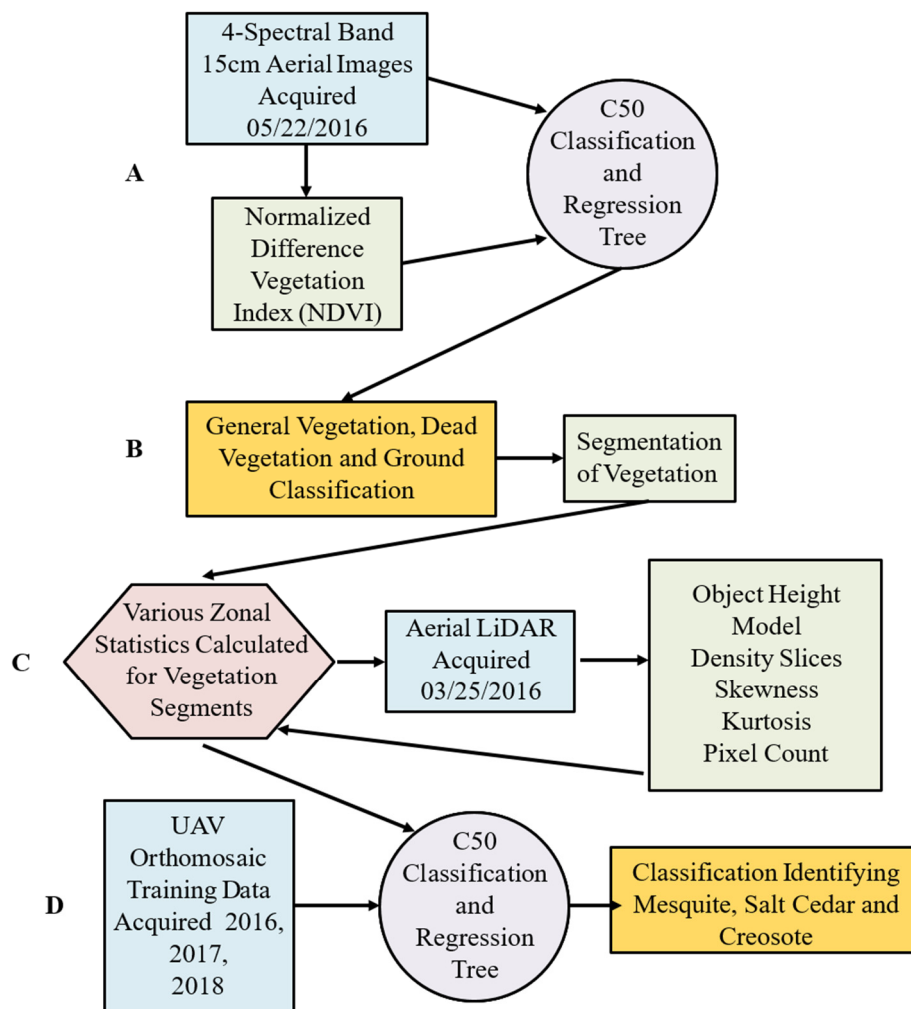 4-Spectral Band
15cm Aerial Images
Acquired
05/22/2016
C50
Classification
and
Regression
Tree
A
Normalized
Difference
Vegetation
Index (NDVI)
B
General Vegetation, Dead
Vegetation and Ground
Classification
Segmentation
of Vegetation
C
Various Zonal
Statistics Calculated
for Vegetation
Segments
Aerial LiDAR
Acquired
03/25/2016
Object Height
Model
Density Slices
Skewness
Kurtosis
Pixel Count
D
UAV
Orthomosaic
Training Data
Acquired 2016,
2017,
2018
C50
Classification
and
Regression
Tree
Classification Identifying
Mesquite, Salt Cedar and
Creosote